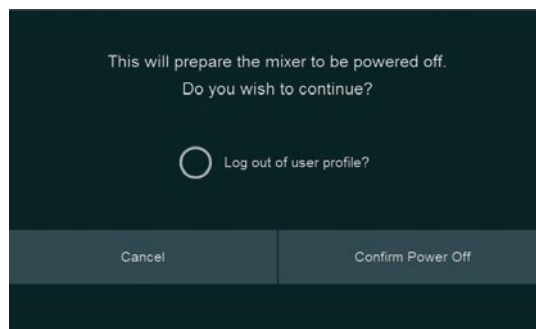 This will prepare the mixer to be powered off.
Do you wish to continue?
Log out of user profile?
Cancel
Confirm Power Off